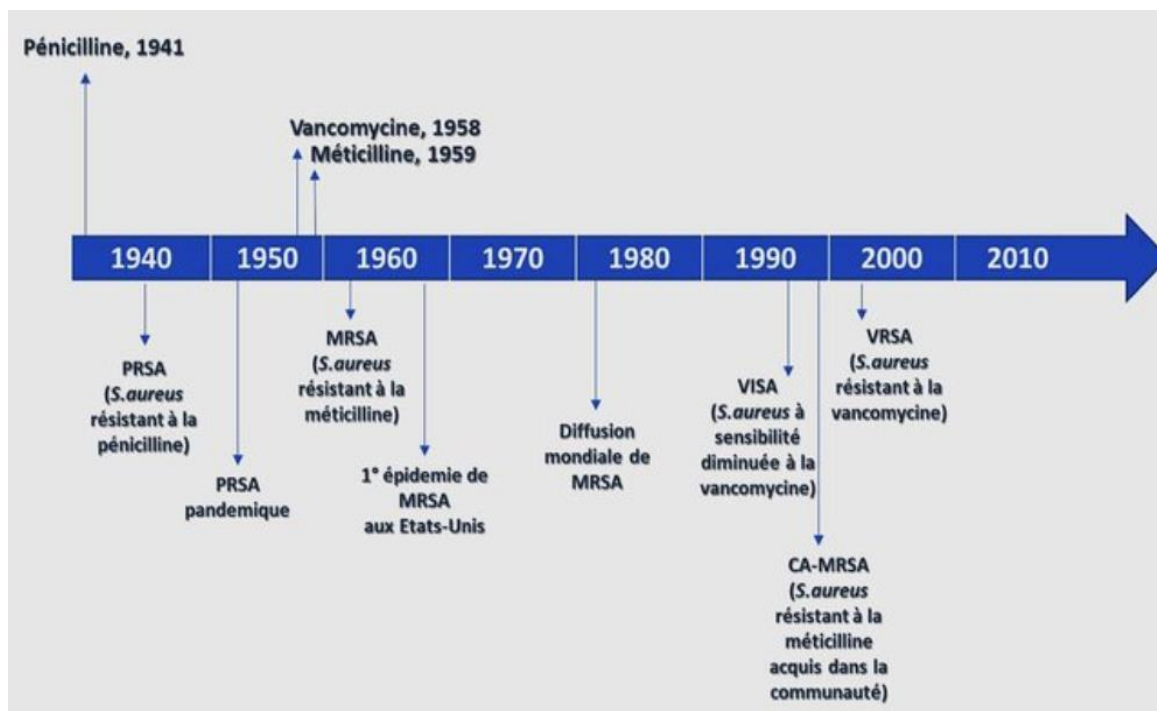 Pénicilline, 1941
Vancomycine, 1958
Méticilline, 1959
1940 1950 1960 1970 1980 1990 2000 2010
PRSA
(S.aureus
résistant à la
pénicilline)
PRSA
pandemique
MRSA
(S.aureus
résistant à la
méticilline)
1° épidemie de
MRSA
aux Etats-Unis
Diffusion
mondiale de
MRSA
VISA
(S.aureus à
sensibilité
diminuée à la
vancomycine)
CA-MRSA
(S.aureus
résistant à la
méticilline
acquis dans la
communauté)
VRSA
(S.aureus
résistant à la
vancomycine)